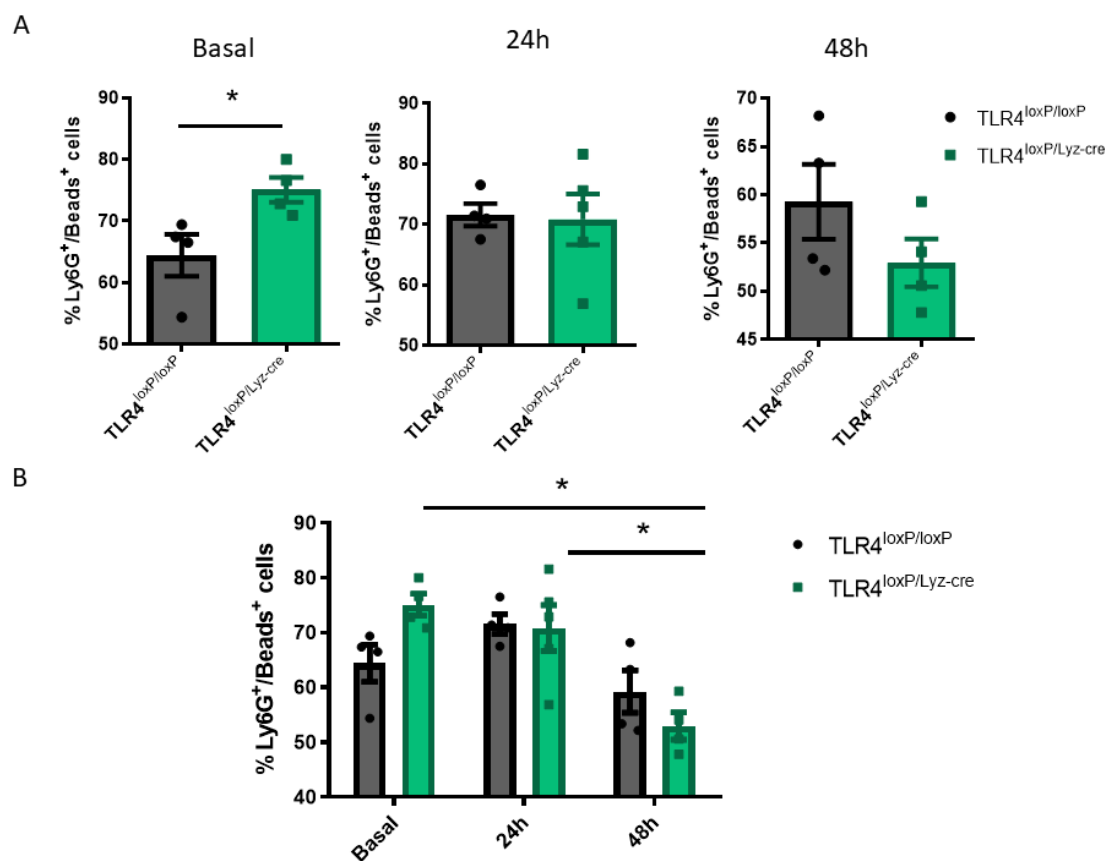 A
Basal
24h
48h
% Ly6G⁺/Beads⁺ cells
90
80
70
60
50
*
TLR4loxP/loxP
TLR4loxP/Lyz-cre
% Ly6G⁺/Beads⁺ cells
90
80
70
60
50
TLR4loxP/loxP
TLR4loxP/Lyz-cre
% Ly6G⁺/Beads⁺ cells
70
65
60
55
50
45
TLR4loxP/loxP
TLR4loxP/Lyz-cre
TLR4loxP/loxP
TLR4loxP/Lyz-cre
B
% Ly6G⁺/Beads⁺ cells
90
80
70
60
50
40
*
*
Basal
24h
48h
TLR4loxP/loxP
TLR4loxP/Lyz-cre